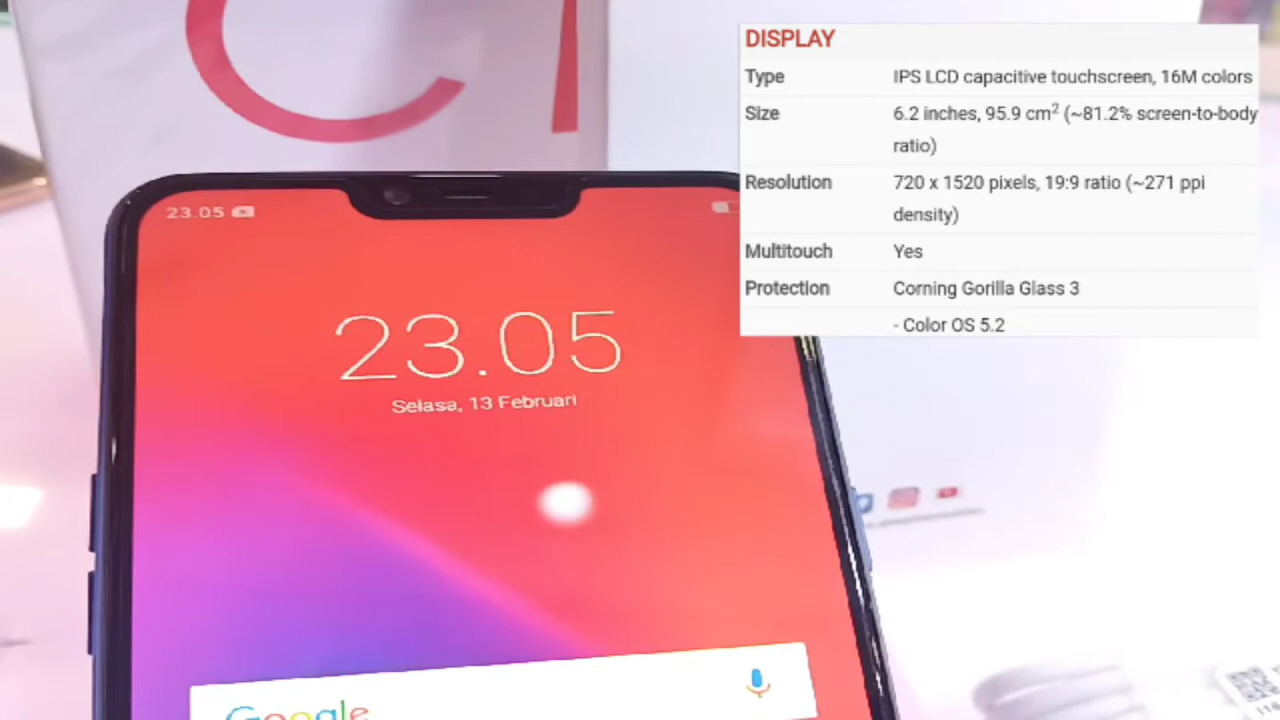 C1
DISPLAY
Type IPS LCD capacitive touchscreen, 16M colors
Size 6.2 inches, 95.9 cm² (~81.2% screen-to-body
ratio)
Resolution 720 x 1520 pixels, 19:9 ratio (~271 ppi
density)
Multitouch Yes
Protection Corning Gorilla Glass 3
- Color OS 5.2
23.05
23.05
Selasa, 13 Februari
Google